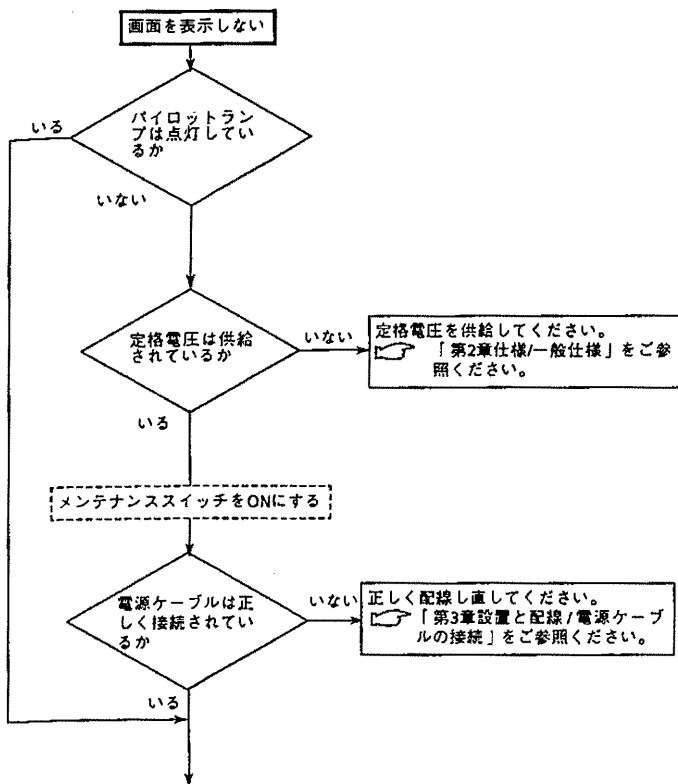 画面を表示しない
パイロットラン
プは点灯してい
るか
いる
いない
定格電圧は供給
されているか
いない
定格電圧を供給してください。
「第2章仕様/一般仕様」をご参
照ください。
いる
メンテナンススイッチをONにする
電源ケーブルは正
しく接続されてい
るか
いない
正しく配線し直してください。
「第3章設置と配線/電源ケーブ
ルの接続」をご参照ください。
いる